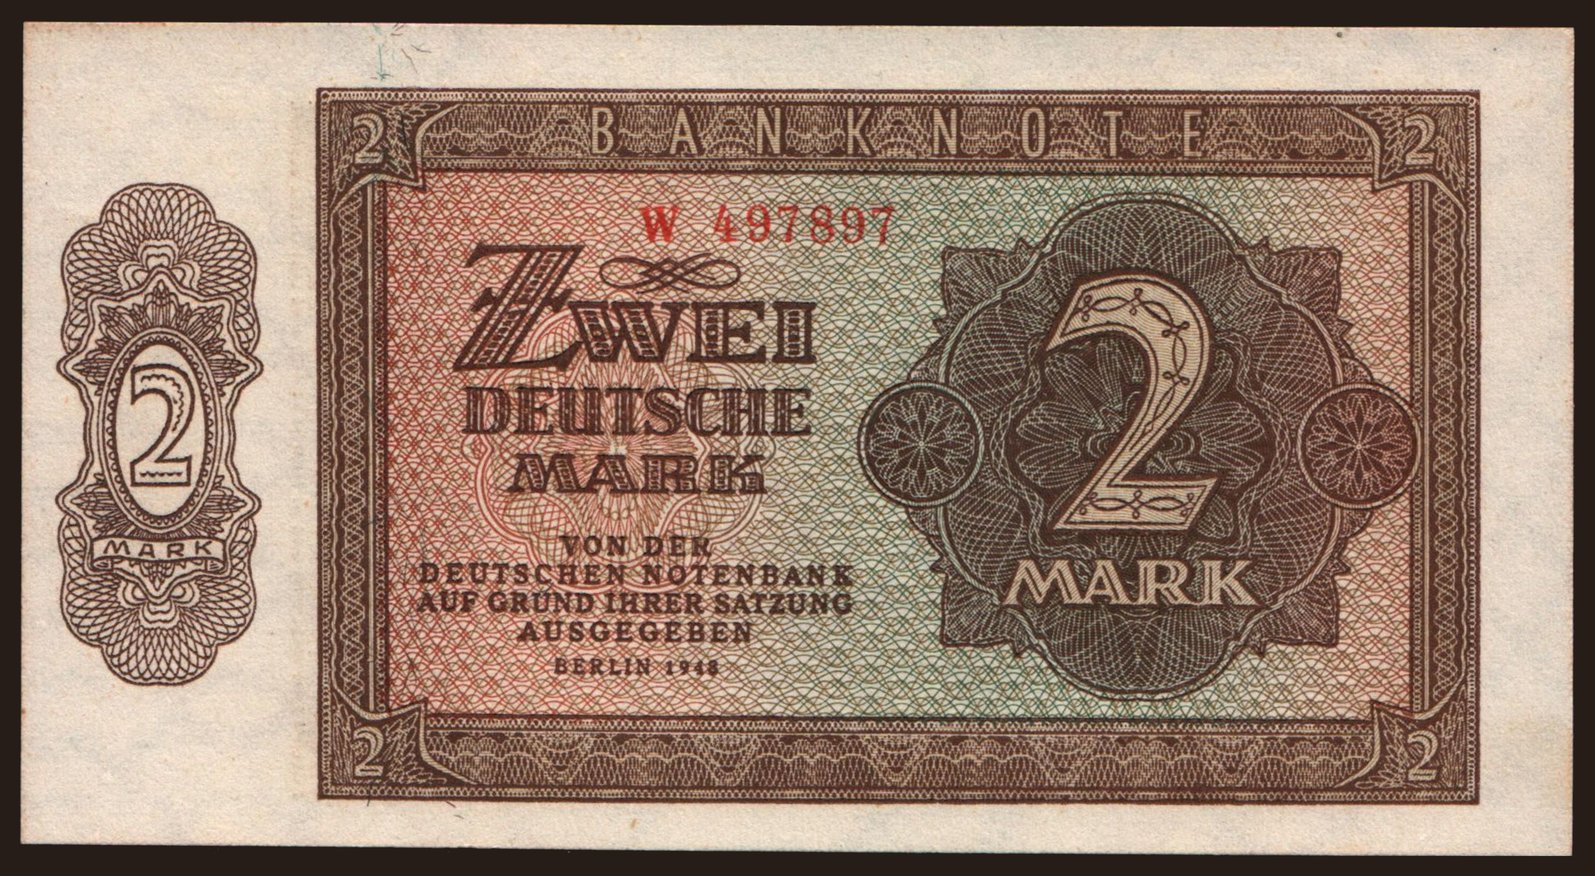 BANKNOTE
2
2
W 497897
ZWEI
DEUTSCHE
MARK
VON DER
DEUTSCHEN NOTENBANK
AUF GRUND IHRER SATZUNG
AUSGEGEBEN
BERLIN 1948
2
MARK
2
MARK
2
2